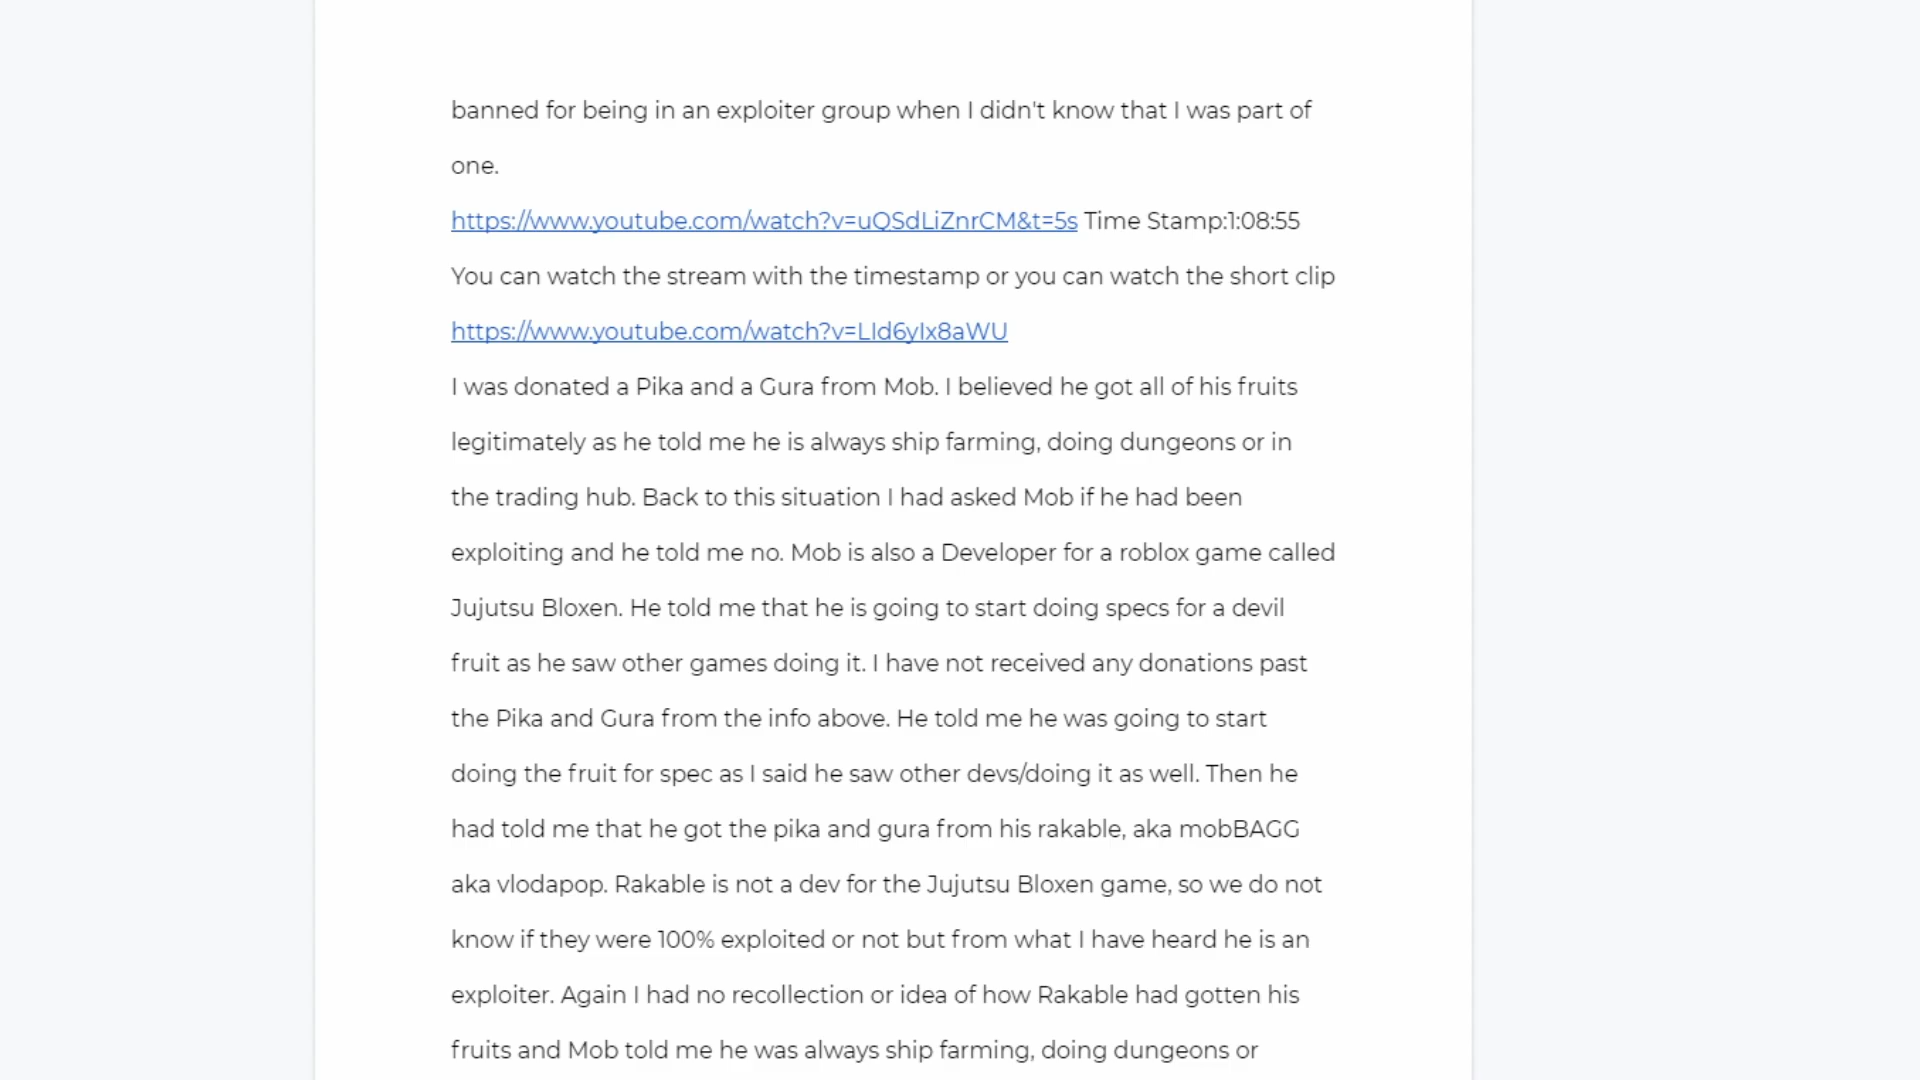 banned for being in an exploiter group when I didn't know that I was part of
one.
https://www.youtube.com/watch?v=uQSdLiZnrCM&t=5s Time Stamp:1:08:55
You can watch the stream with the timestamp or you can watch the short clip
https://www.youtube.com/watch?v=LId6yIx8aWU
I was donated a Pika and a Gura from Mob. I believed he got all of his fruits
legitimately as he told me he is always ship farming, doing dungeons or in
the trading hub. Back to this situation I had asked Mob if he had been
exploiting and he told me no. Mob is also a Developer for a roblox game called
Jujutsu Bloxen. He told me that he is going to start doing specs for a devil
fruit as he saw other games doing it. I have not received any donations past
the Pika and Gura from the info above. He told me he was going to start
doing the fruit for spec as I said he saw other devs/doing it as well. Then he
had told me that he got the pika and gura from his rakable, aka mobBAGG
aka vlodapop. Rakable is not a dev for the Jujutsu Bloxen game, so we do not
know if they were 100% exploited or not but from what I have heard he is an
exploiter. Again I had no recollection or idea of how Rakable had gotten his
fruits and Mob told me he was always ship farming, doing dungeons or